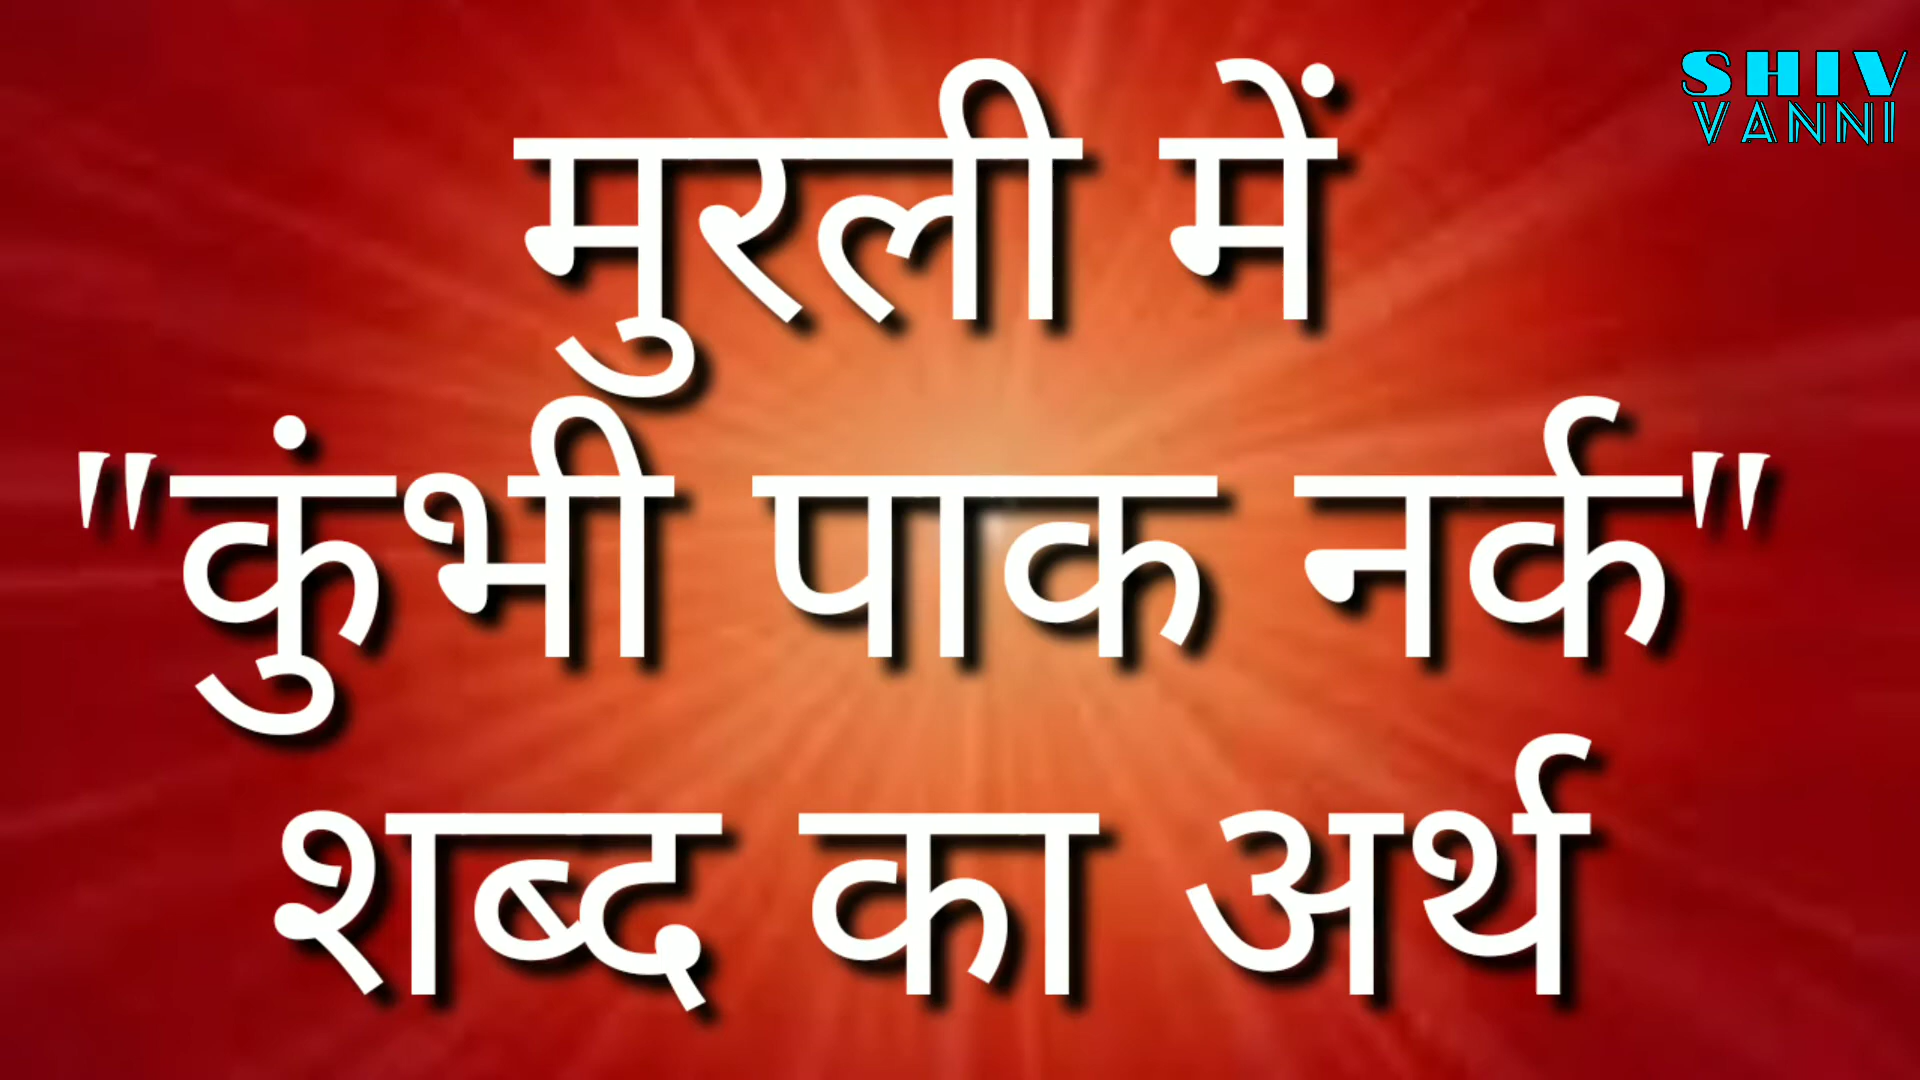 SHIV
VANNI
मुरली में
"कुंभी पाक नर्क"
शब्द का अर्थ